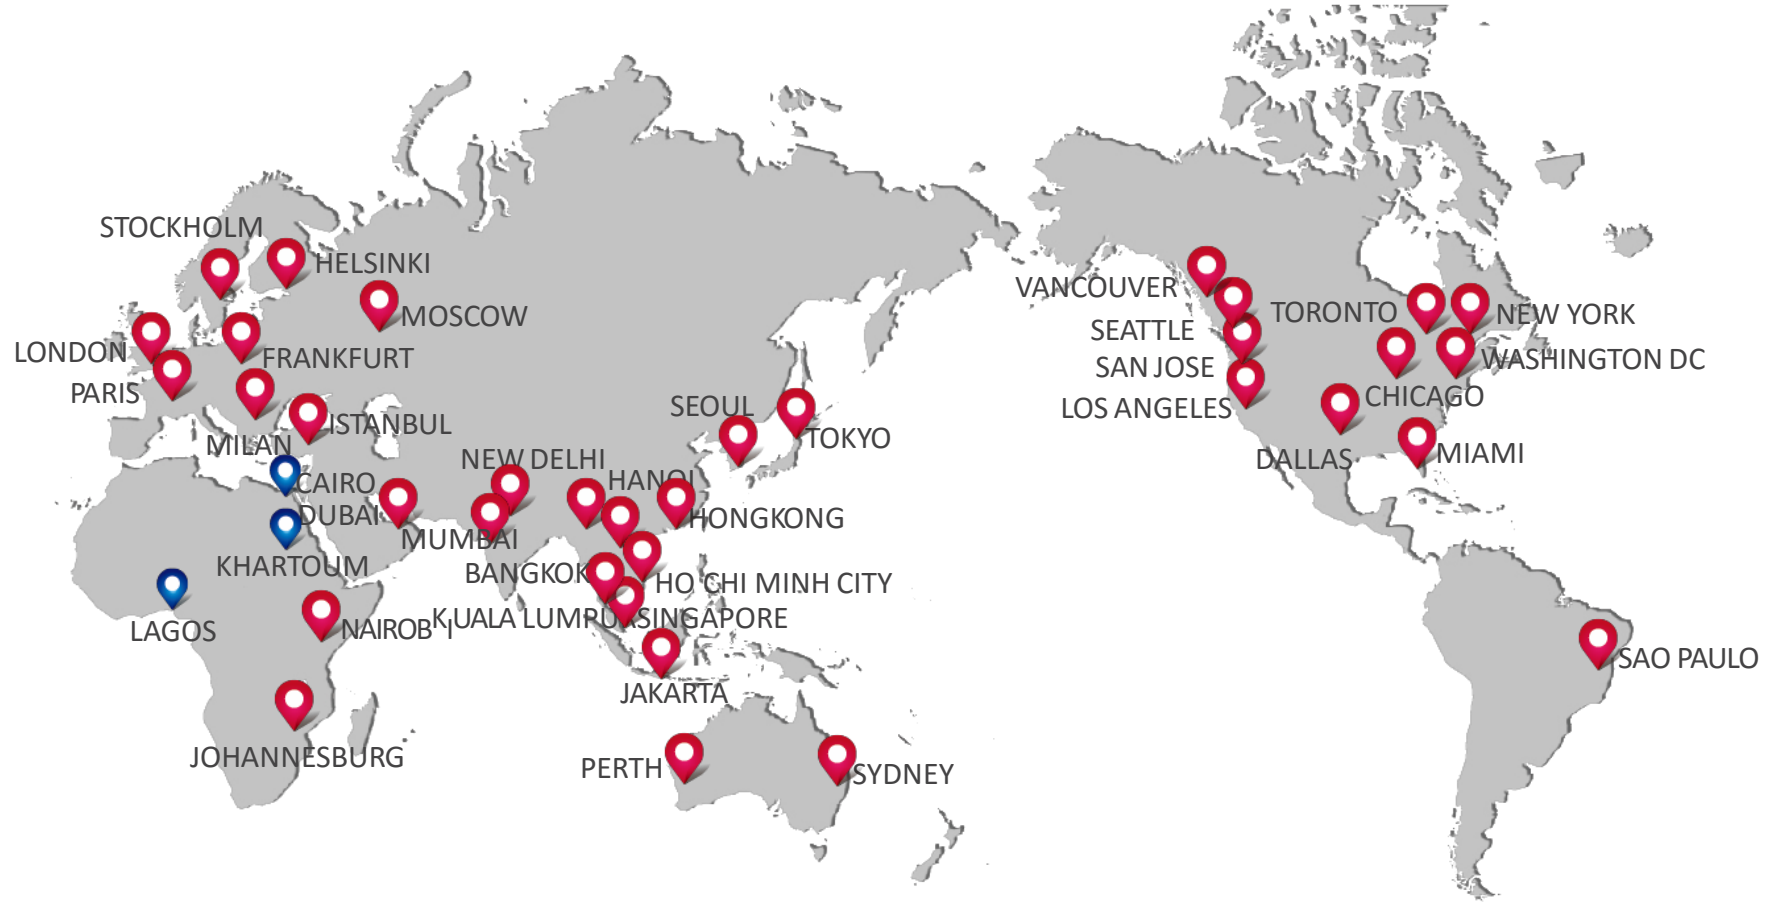 STOCKHOLM
HELSINKI
MOSCOW
LONDON
FRANKFURT
PARIS
MILAN
ISTANBUL
CAIRO
DUBAI
KHARTOUM
LAGOS
NAIROB I
JOHANNESBURG
NEW DELHI
MUMBAI
HANOI
HONGKONG
BANGKOK
HO CHI MINH CITY
KUALA LUMPUR
SINGAPORE
JAKARTA
SEOUL
TOKYO
PERTH
SYDNEY
VANCOUVER
SEATTLE
SAN JOSE
LOS ANGELES
TORONTO
NEW YORK
WASHINGTON DC
CHICAGO
DALLAS
MIAMI
SAO PAULO